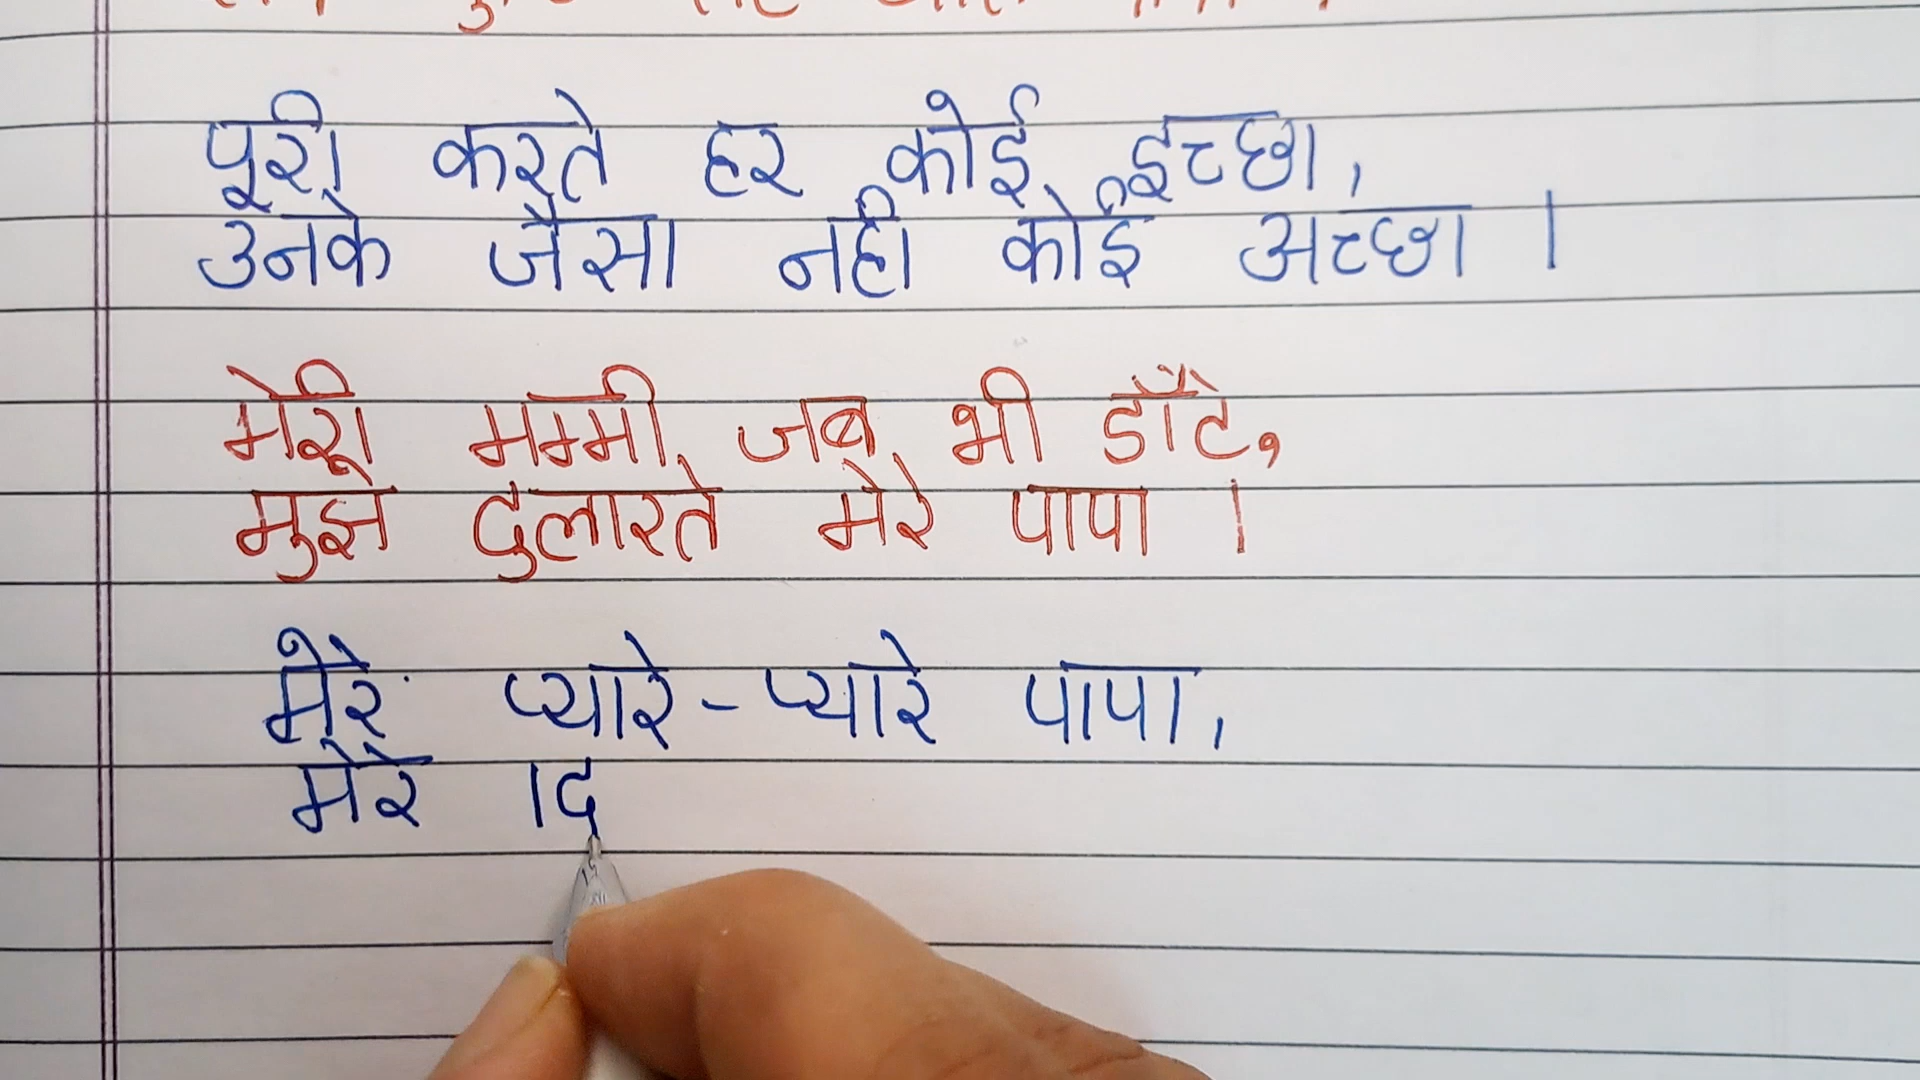 पूरी करते हर कोई इच्छा,
उनके जैसा नही कोई अच्छा ।
मेरी मम्मी जब भी डाँटे,
मुझे दुलारते मेरे पापा ।
मेरे प्यारे-प्यारे पापा,
मेरे